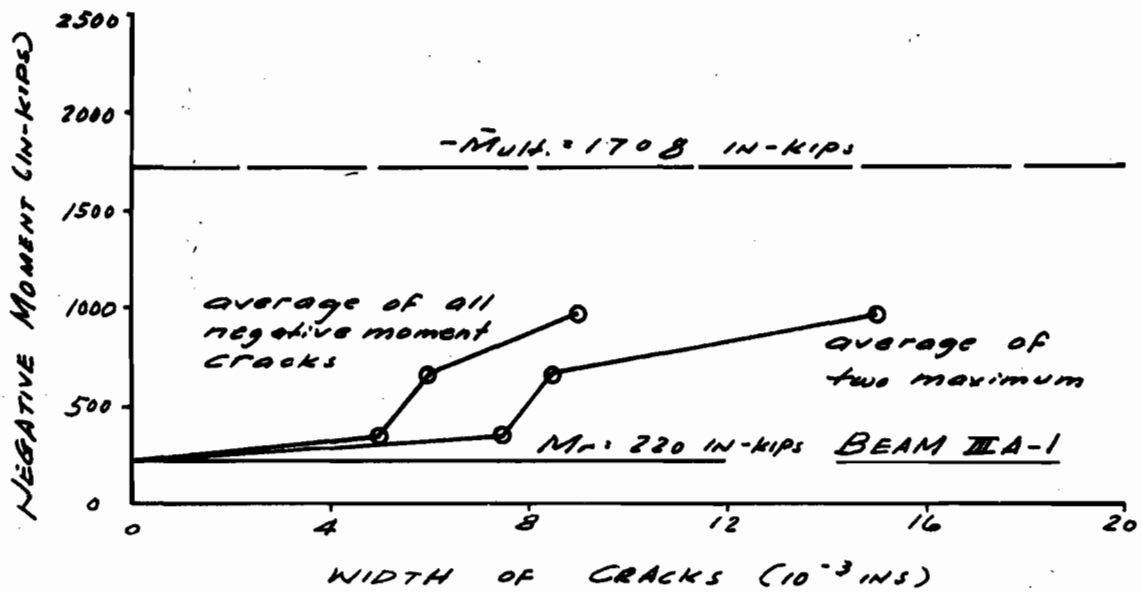 NEGATIVE MOMENT (IN-KIPS)
2500
2000
1500
1000
500
0
-M̄ult. = 1708 IN-KIPS
average of all
negative moment
cracks
average of
two maximum
Mr = 220 IN-KIPS
BEAM IIIA-1
0 4 8 12 16 20
WIDTH OF CRACKS (10⁻³ INS)